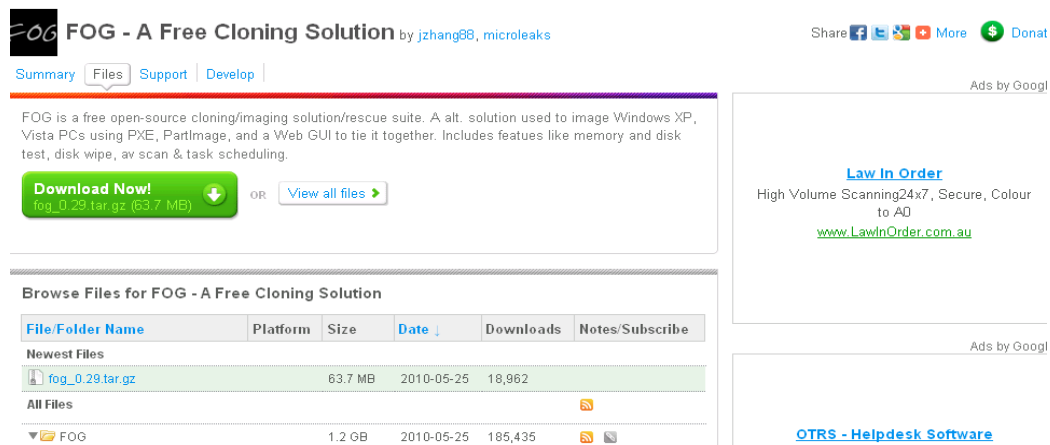 FOG FOG - A Free Cloning Solution by jzhang88, microleaks
Share More $ Donat
Summary Files Support Develop
Ads by Googl
FOG is a free open-source cloning/imaging solution/rescue suite. A alt. solution used to image Windows XP,
Vista PCs using PXE, PartImage, and a Web GUI to tie it together. Includes featues like memory and disk
test, disk wipe, av scan & task scheduling.
Download Now!
fog_0.29.tar.gz (63.7 MB)
OR View all files
Law In Order
High Volume Scanning24x7, Secure, Colour
to A0
www.LawInOrder.com.au
Browse Files for FOG - A Free Cloning Solution
File/Folder Name Platform Size Date ↓ Downloads Notes/Subscribe
Newest Files
fog_0.29.tar.gz 63.7 MB 2010-05-25 18,962
All Files
FOG 1.2 GB 2010-05-25 185,435
Ads by Googl
OTRS - Helpdesk Software